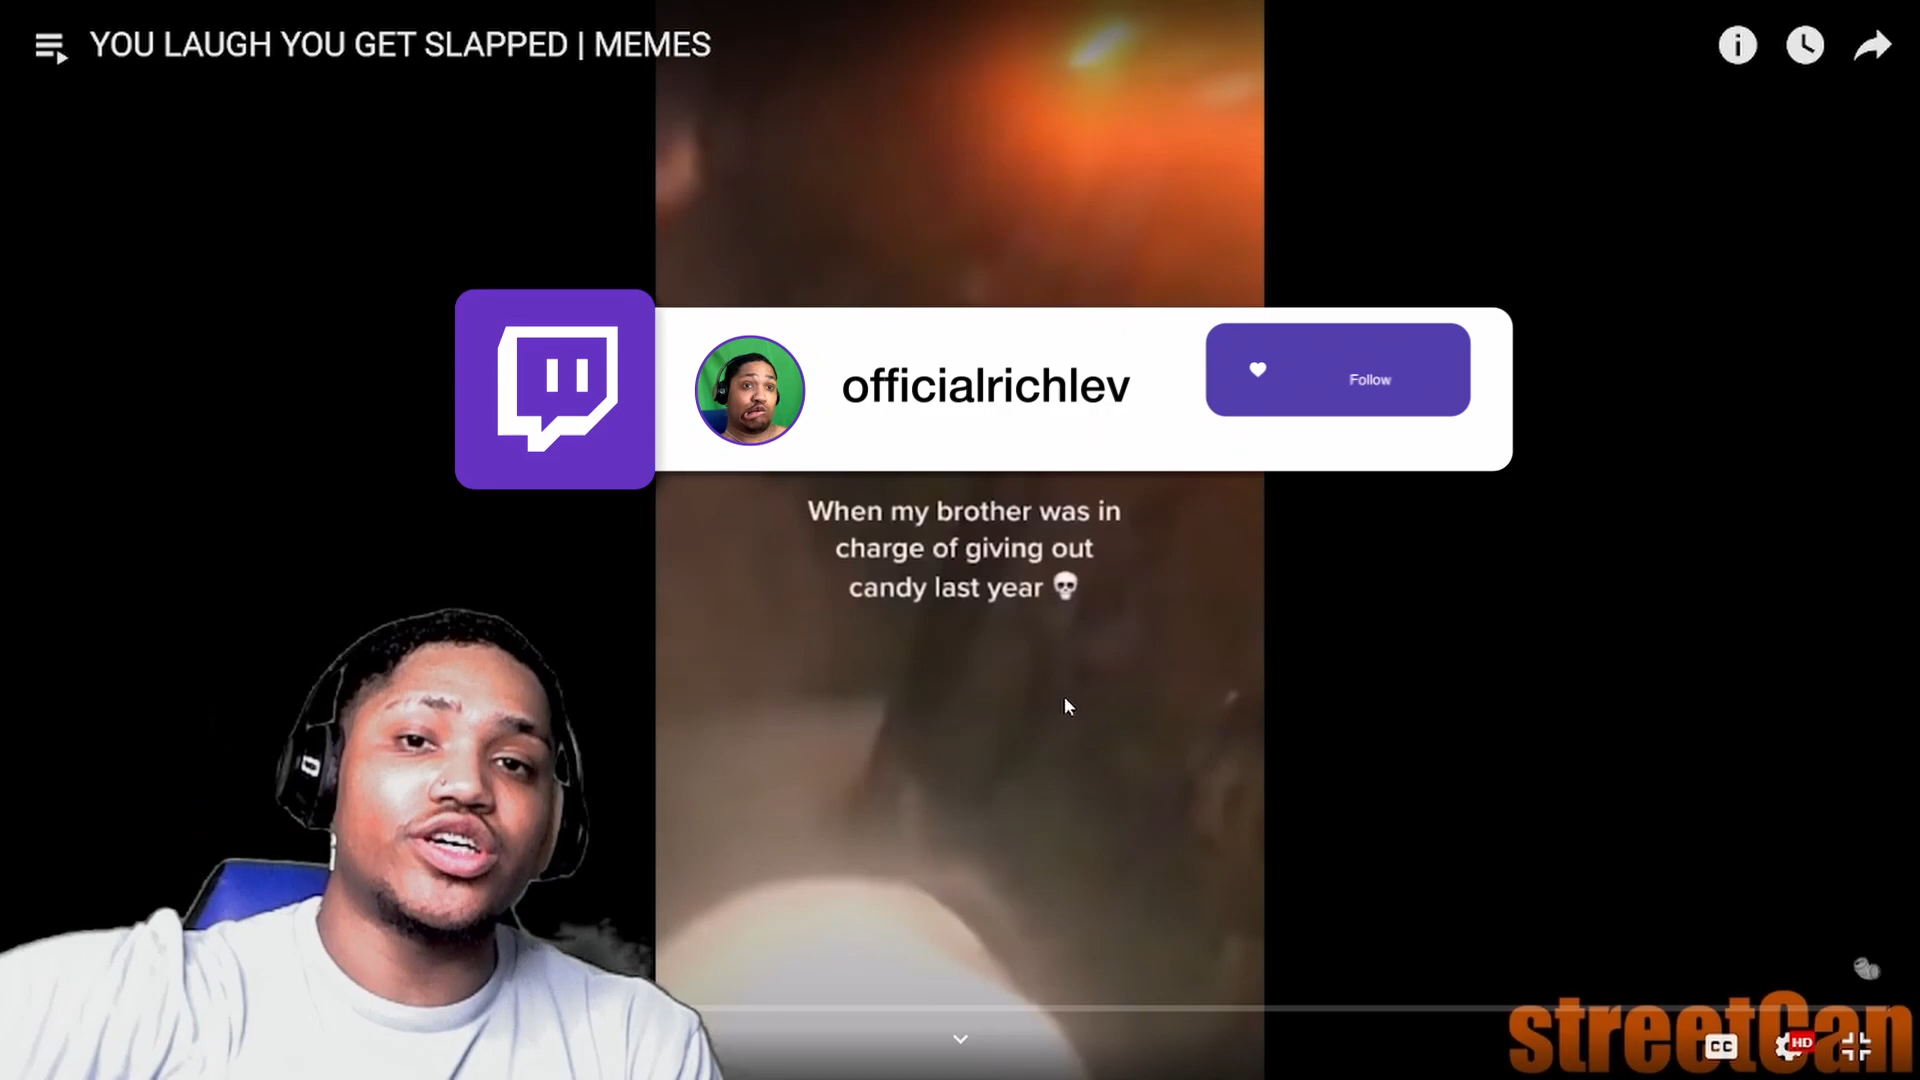 YOU LAUGH YOU GET SLAPPED | MEMES
officialrichlev
Follow
When my brother was in
charge of giving out
candy last year 💀
streetCan
CC
HD